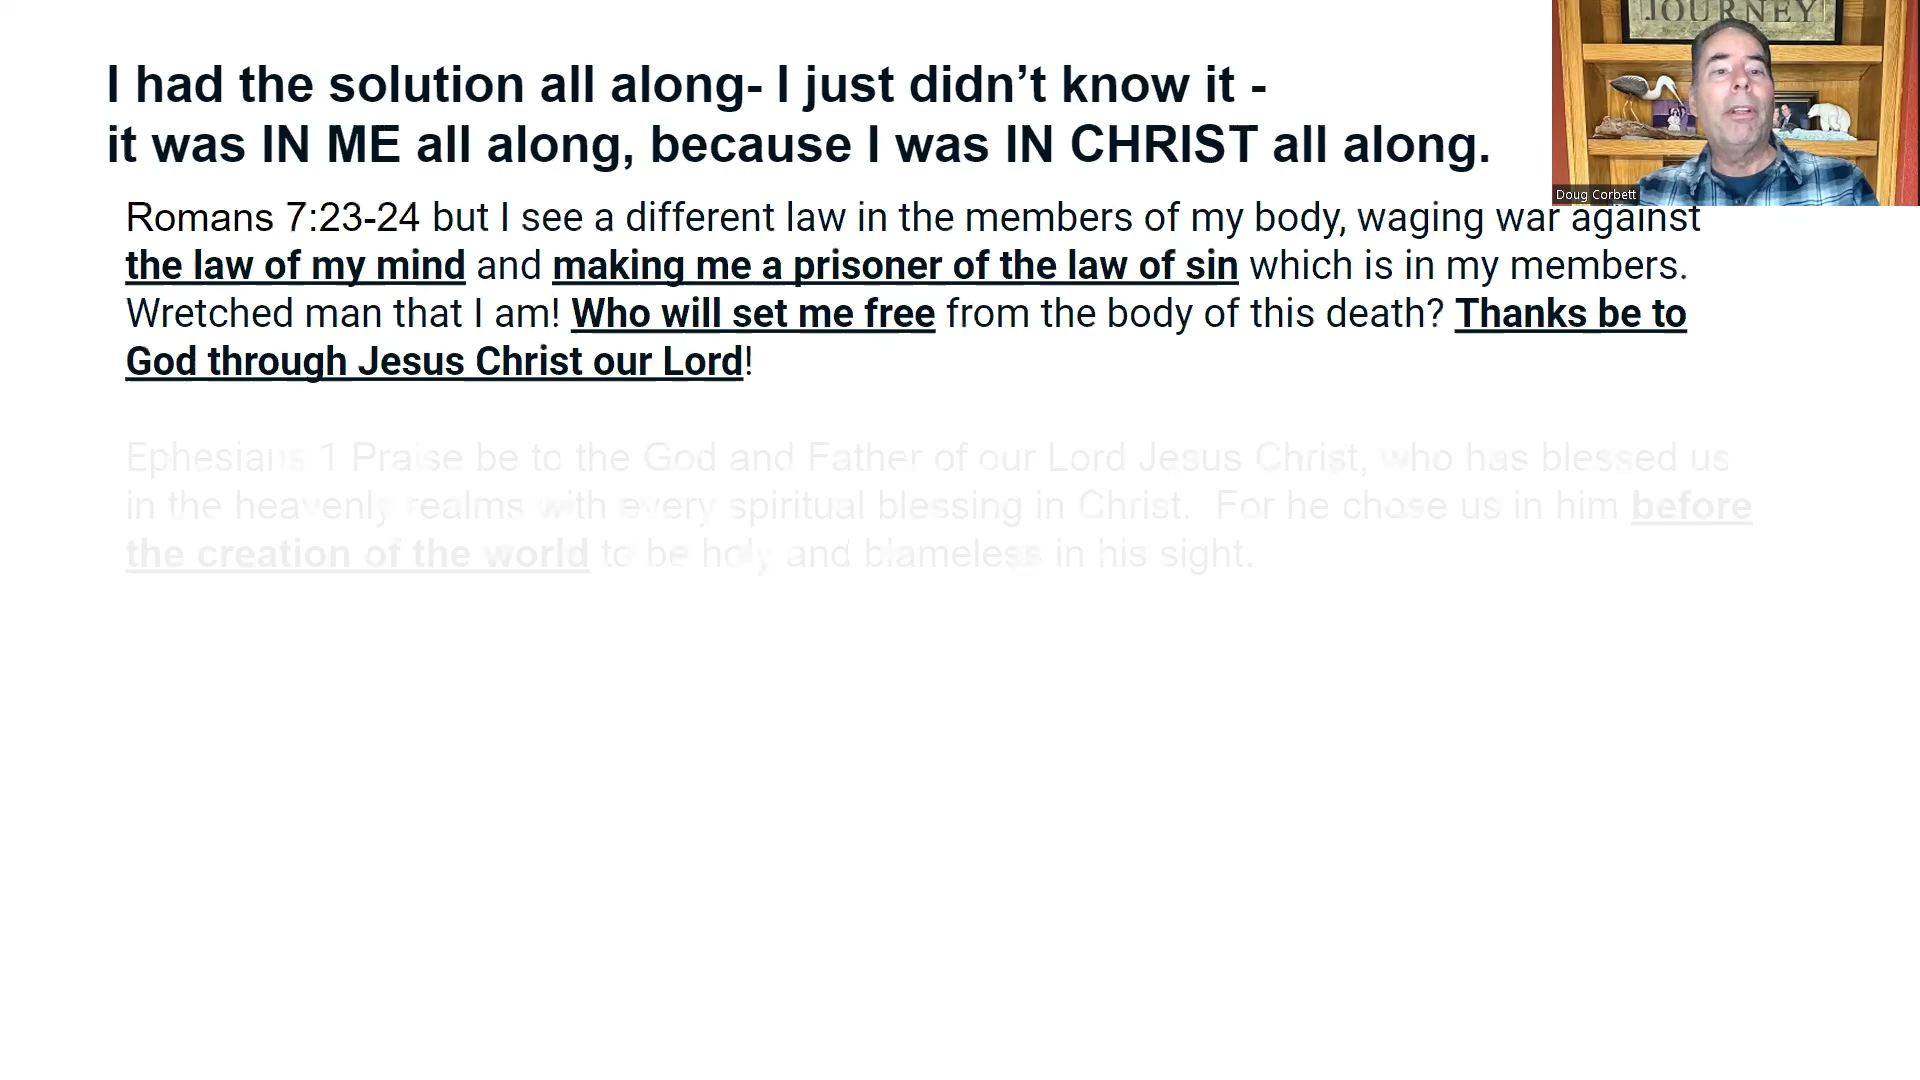 JOURNEY
I had the solution all along- I just didn’t know it -
it was IN ME all along, because I was IN CHRIST all along.
Doug Corbett
Romans 7:23-24 but I see a different law in the members of my body, waging war against
the law of my mind and making me a prisoner of the law of sin which is in my members.
Wretched man that I am! Who will set me free from the body of this death? Thanks be to
God through Jesus Christ our Lord!
Ephesians 1 Praise be to the God and Father of our Lord Jesus Christ, who has blessed us
in the heavenly realms with every spiritual blessing in Christ. For he chose us in him before
the creation of the world to be holy and blameless in his sight.